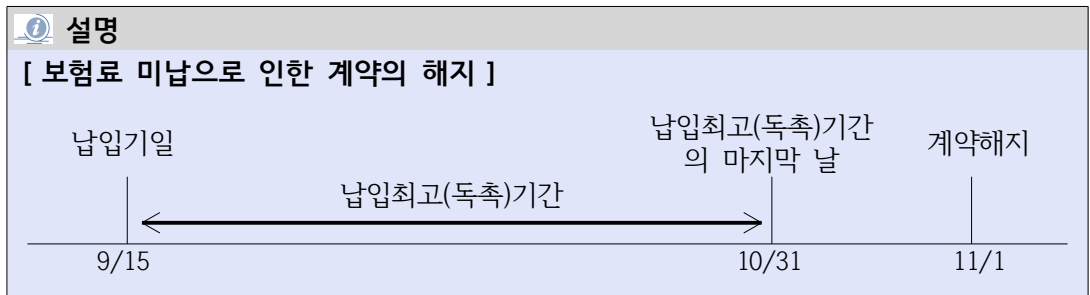 설명
[ 보험료 미납으로 인한 계약의 해지 ]
납입기일
납입최고(독촉)기간
의 마지막 날
계약해지
납입최고(독촉)기간
9/15
10/31
11/1